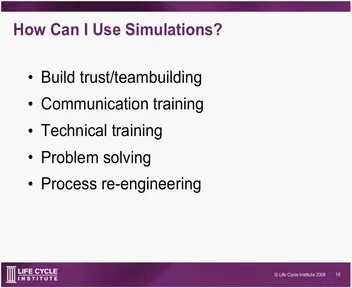 How Can I Use Simulations?
• Build trust/teambuilding
• Communication training
• Technical training
• Problem solving
• Process re-engineering
LIFE CYCLE
INSTITUTE
© Life Cycle Institute 2008